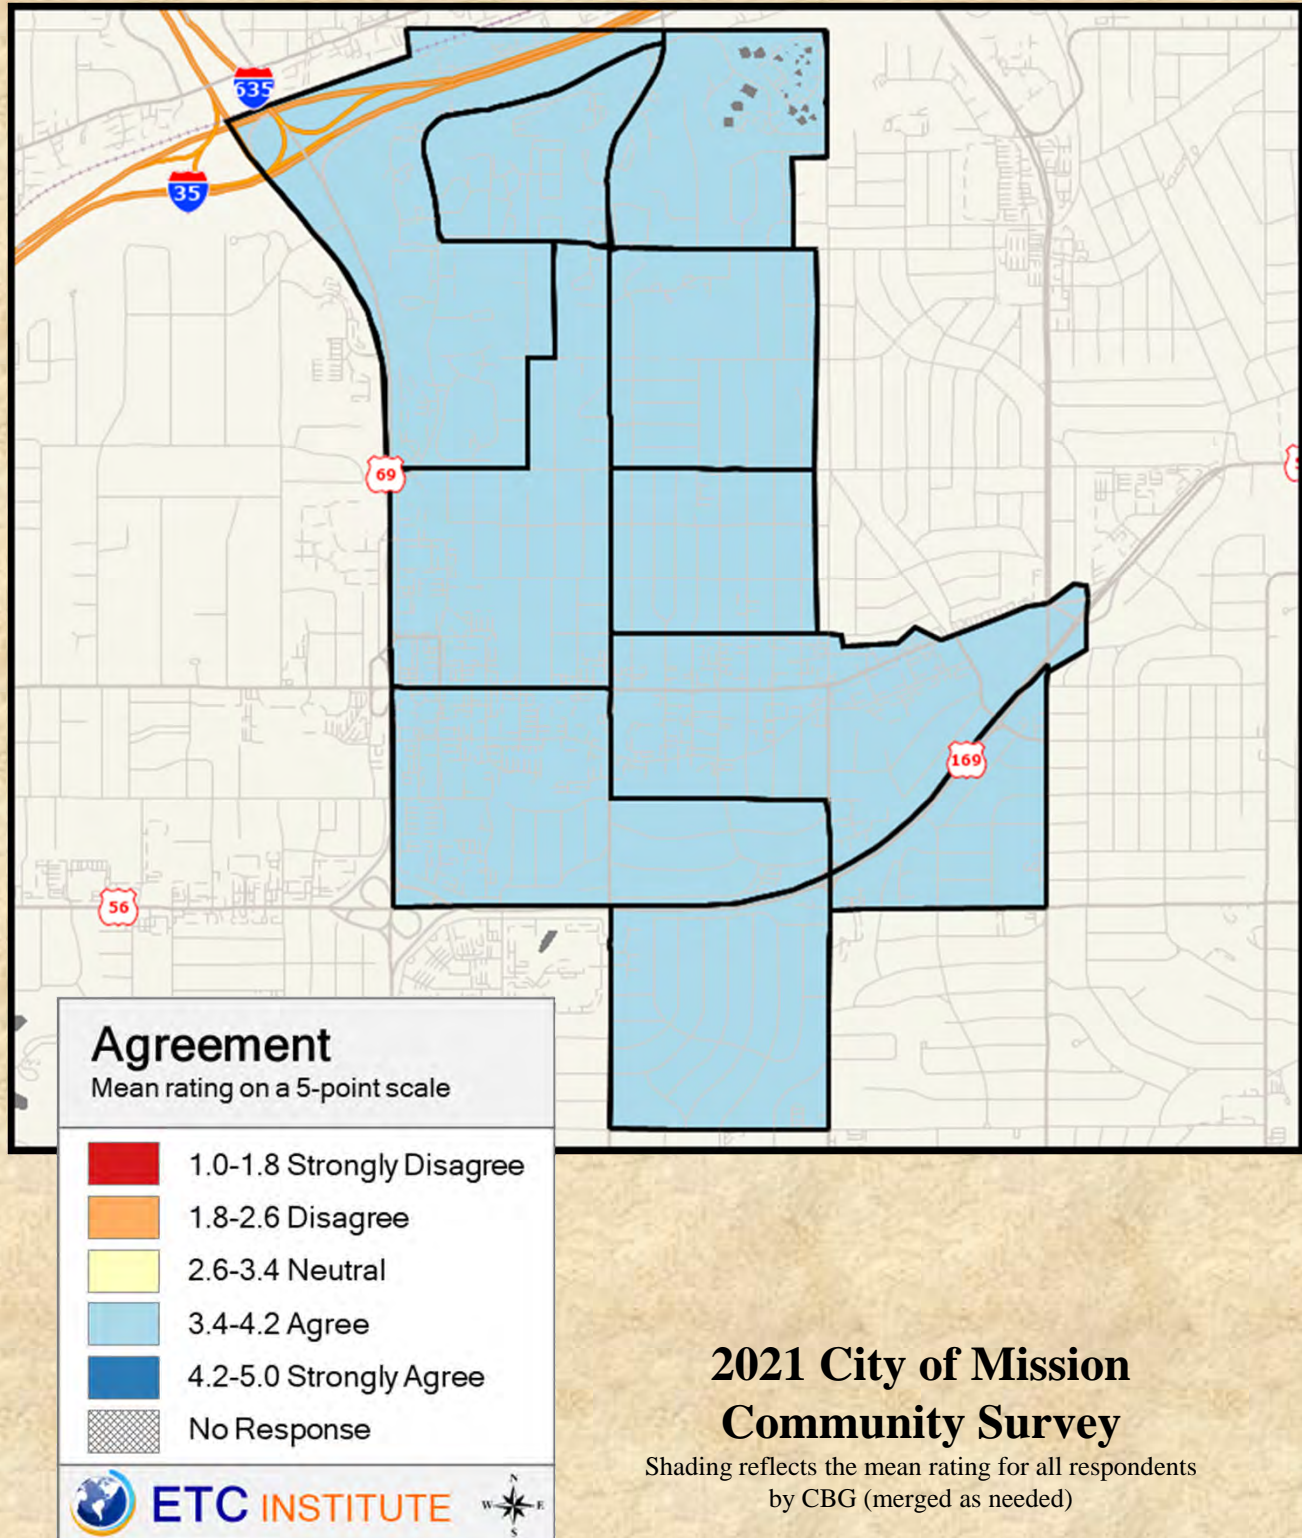 635
35
69
169
56
Agreement
Mean rating on a 5-point scale
1.0-1.8 Strongly Disagree
1.8-2.6 Disagree
2.6-3.4 Neutral
3.4-4.2 Agree
4.2-5.0 Strongly Agree
No Response
ETC INSTITUTE
N
W E
S
2021 City of Mission
Community Survey
Shading reflects the mean rating for all respondents
by CBG (merged as needed)